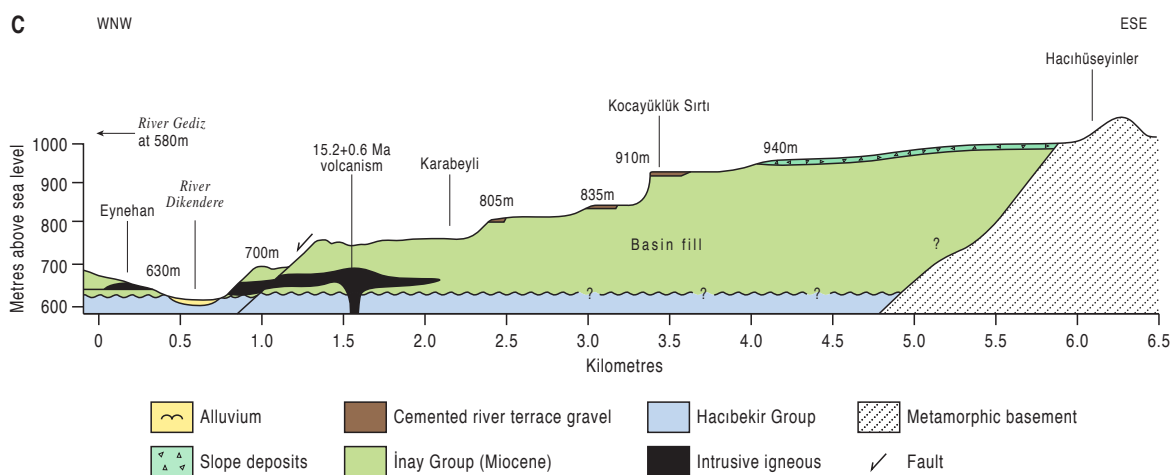 C
WNW
ESE
Hacıhüseyinler
Kocayüklük Sırtı
River Gediz
at 580m
15.2+0.6 Ma
volcanism
Karabeyli
River
Dikendere
Eynehan
630m
700m
805m
835m
910m
940m
Metres above sea level
1000
900
800
700
600
Basin fill
?
? ? ?
0 0.5 1.0 1.5 2.0 2.5 3.0 3.5 4.0 4.5 5.0 5.5 6.0 6.5
Kilometres
Alluvium
Cemented river terrace gravel
Hacıbekir Group
Metamorphic basement
Slope deposits
İnay Group (Miocene)
Intrusive igneous
Fault